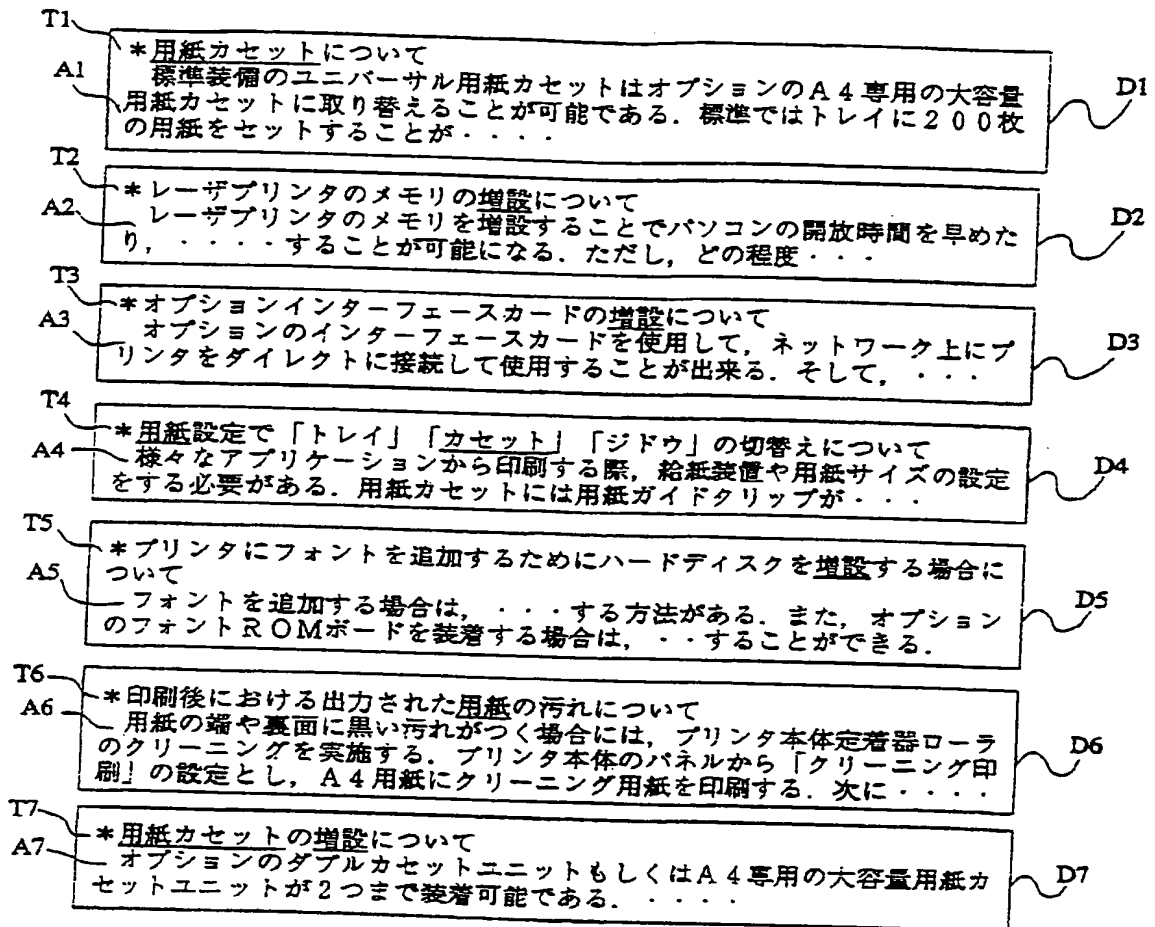 T1
*用紙カセットについて
A1
標準装備のユニバーサル用紙カセットはオプションのA4専用の大容量
用紙カセットに取り替えることが可能である．標準ではトレイに200枚
の用紙をセットすることが・・・・
D1
T2
*レーザプリンタのメモリの増設について
A2
レーザプリンタのメモリを増設することでパソコンの開放時間を早めた
り，・・・・することが可能になる．ただし，どの程度・・・
D2
T3
*オプションインターフェースカードの増設について
A3
オプションのインターフェースカードを使用して，ネットワーク上にプ
リンタをダイレクトに接続して使用することが出来る．そして，・・・
D3
T4
*用紙設定で「トレイ」「カセット」「ジドウ」の切替えについて
A4
様々なアプリケーションから印刷する際，給紙装置や用紙サイズの設定
をする必要がある．用紙カセットには用紙ガイドクリップが・・・
D4
T5
*プリンタにフォントを追加するためにハードディスクを増設する場合に
ついて
A5
フォントを追加する場合は，・・・する方法がある．また，オプション
のフォントROMボードを装着する場合は，・・することができる．
D5
T6
*印刷後における出力された用紙の汚れについて
A6
用紙の端や裏面に黒い汚れがつく場合には，プリンタ本体定着器ローラ
のクリーニングを実施する．プリンタ本体のパネルから「クリーニング印
刷」の設定とし，A4用紙にクリーニング用紙を印刷する．次に・・・・
D6
T7
*用紙カセットの増設について
A7
オプションのダブルカセットユニットもしくはA4専用の大容量用紙カ
セットユニットが2つまで装着可能である．・・・・
D7